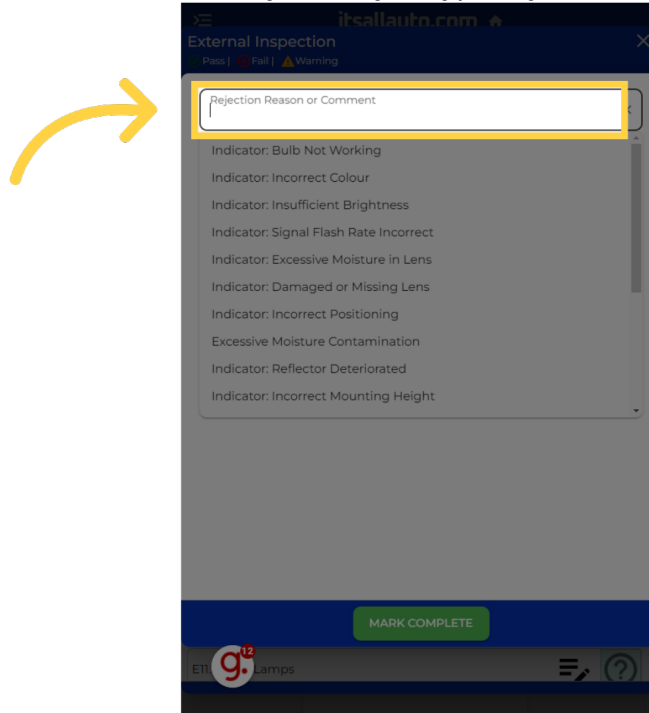 itsallauto.com
External Inspection
Pass | Fail | Warning
Rejection Reason or Comment
Indicator: Bulb Not Working
Indicator: Incorrect Colour
Indicator: Insufficient Brightness
Indicator: Signal Flash Rate Incorrect
Indicator: Excessive Moisture in Lens
Indicator: Damaged or Missing Lens
Indicator: Incorrect Positioning
Excessive Moisture Contamination
Indicator: Reflector Deteriorated
Indicator: Incorrect Mounting Height
MARK COMPLETE
E11. g. 12 Lamps